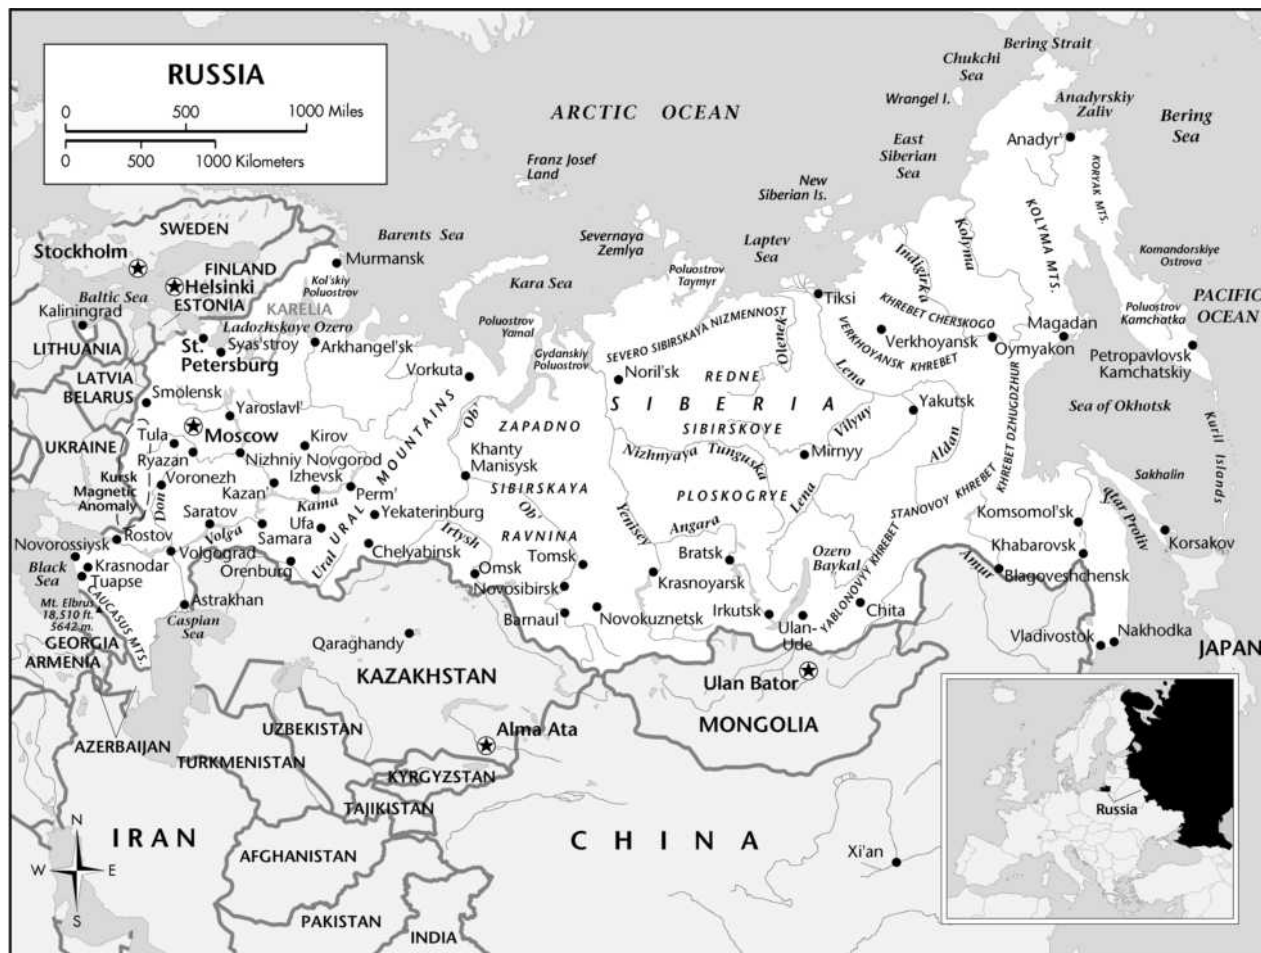 RUSSIA
0 500 1000 Miles
0 500 1000 Kilometers
ARCTIC OCEAN
Bering Strait
Chukchi
Sea
Wrangel I.
Anadyrskiy
Zaliv
Bering
Sea
East
Siberian
Sea
Anadyr'
Franz Josef
Land
New
Siberian Is.
KORYAK MTS.
SWEDEN
Stockholm
Barents Sea
Severnaya
Zemlya
Laptev
Sea
Kolyma
KOLYMA MTS.
Komandorskiye
Ostrova
Murmansk
FINLAND
Helsinki
Kol'skiy
Poluostrov
Kara Sea
Poluostrov
Taymyr
Indigirka
Baltic Sea
ESTONIA
KARELIA
Tiksi
Poluostrov
Kamchatka
PACIFIC
OCEAN
Kaliningrad
Ladozhskoye Ozero
Poluostrov
Yamal
SEVERO SIBIRSKAYA NIZMENNOST
Olenek
KHREBET CHERSKOGO
Magadan
LITHUANIA
St.
Petersburg
Syas'stroy
Arkhangel'sk
Gydanskiy
Poluostrov
VERKHOYANSK KHREBET
Verkhoyansk
Oymyakon
Petropavlovsk
Kamchatskiy
LATVIA
BELARUS
Vorkuta
Noril'sk
REDNE
Lena
Smolensk
Yaroslavl'
Ob'
SIBERIA
Yakutsk
Sea of Okhotsk
Moscow
ZAPADNO
SIBIRSKOYE
Vilyuy
KHREBET DZHUGDZHUR
Kuril Islands
UKRAINE
Tula
Kirov
Khanty
Manisysk
Nizhnyaya Tunguska
Mirnyy
Aldan
Ryazan'
Nizhniy Novgorod
Sakhalin
Kursk
Magnetic
Anomaly
Voronezh
Izhevsk
URAL MOUNTAINS
SIBIRSKAYA
PLOSKOGRYE
Lena
STANOVOY KHREBET
qtar Proliv
Don
Kazan'
Perm'
Kama
Ob'
Yenisey
Angara
Komsomol'sk
Saratov
Yekaterinburg
Volga
Ufa
Irtysh
RAVNINA
Korsakov
Rostov
Samara
Ural
Bratsk
Ozero
Baykal
Khabarovsk
Novorossiysk
Volgograd
Chelyabinsk
Tomsk
YABLONOVYY KHREBET
Amur
Black
Sea
Krasnodar
Orenburg
Omsk
Krasnoyarsk
Blagoveshchensk
Tuapse
Novosibirsk
Astrakhan
Irkutsk
Chita
Mt. Elbrus
18,510 ft.
5642 m.
CAUCASUS MTS.
Caspian
Sea
Barnaul
Novokuznetsk
Ulan-
Ude
Vladivostok
Nakhodka
GEORGIA
ARMENIA
Qaraghandy
JAPAN
KAZAKHSTAN
Ulan Bator
MONGOLIA
AZERBAIJAN
UZBEKISTAN
Alma Ata
TURKMENISTAN
KYRGYZSTAN
TAJIKISTAN
Russia
IRAN
CHINA
N
W E
S
AFGHANISTAN
Xi'an
PAKISTAN
INDIA